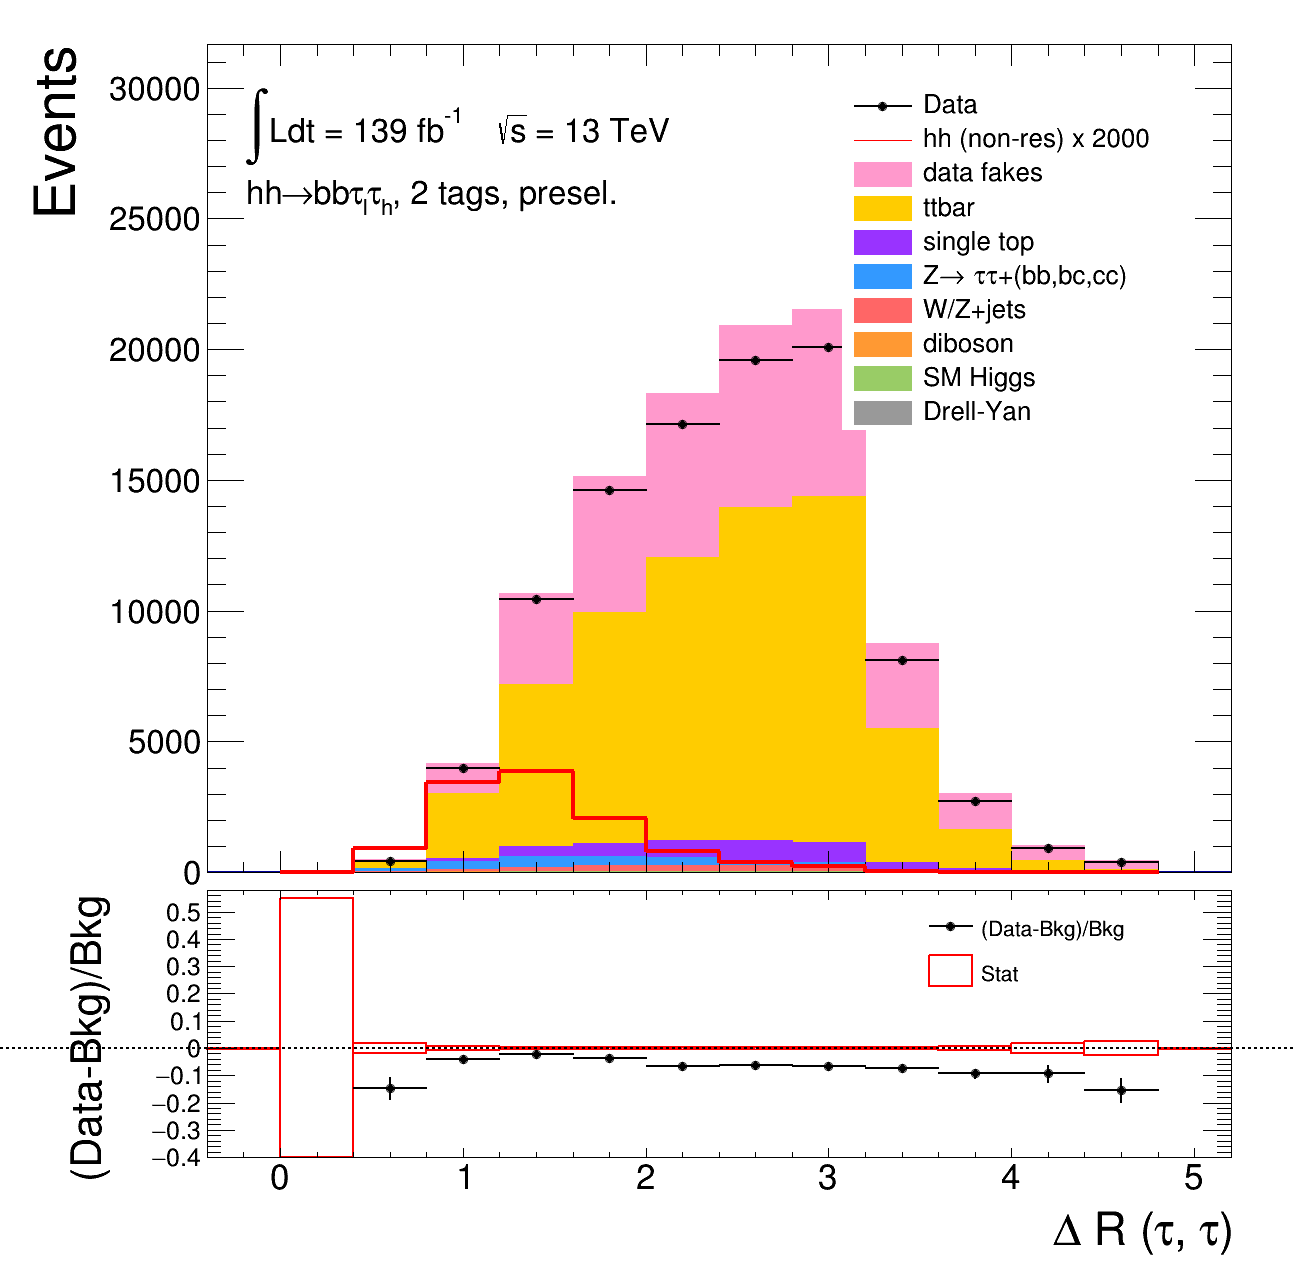 Events
30000
25000
20000
15000
10000
5000
0
∫Ldt = 139 fb⁻¹ √s = 13 TeV
hh→bbτₗτₕ, 2 tags, presel.
Data
hh (non-res) x 2000
data fakes
ttbar
single top
Z→ ττ+(bb,bc,cc)
W/Z+jets
diboson
SM Higgs
Drell-Yan
(Data-Bkg)/Bkg
0.5
0.4
0.3
0.2
0.1
0
−0.1
−0.2
−0.3
−0.4
(Data-Bkg)/Bkg
Stat
0 1 2 3 4 5
Δ R (τ, τ)